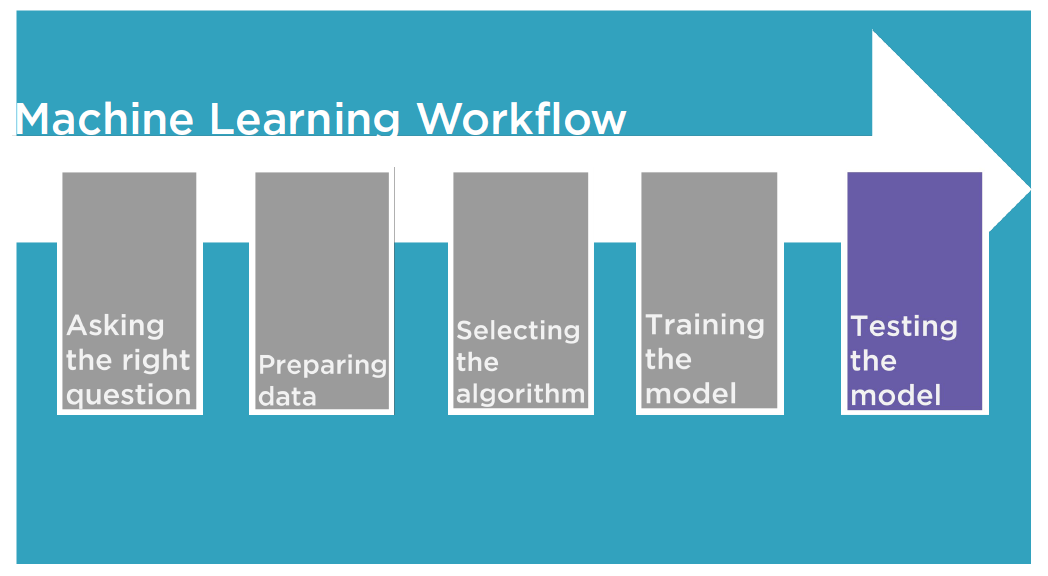 Machine Learning Workflow
Asking
the right
question
Preparing
data
Selecting
the
algorithm
Training
the
model
Testing
the
model